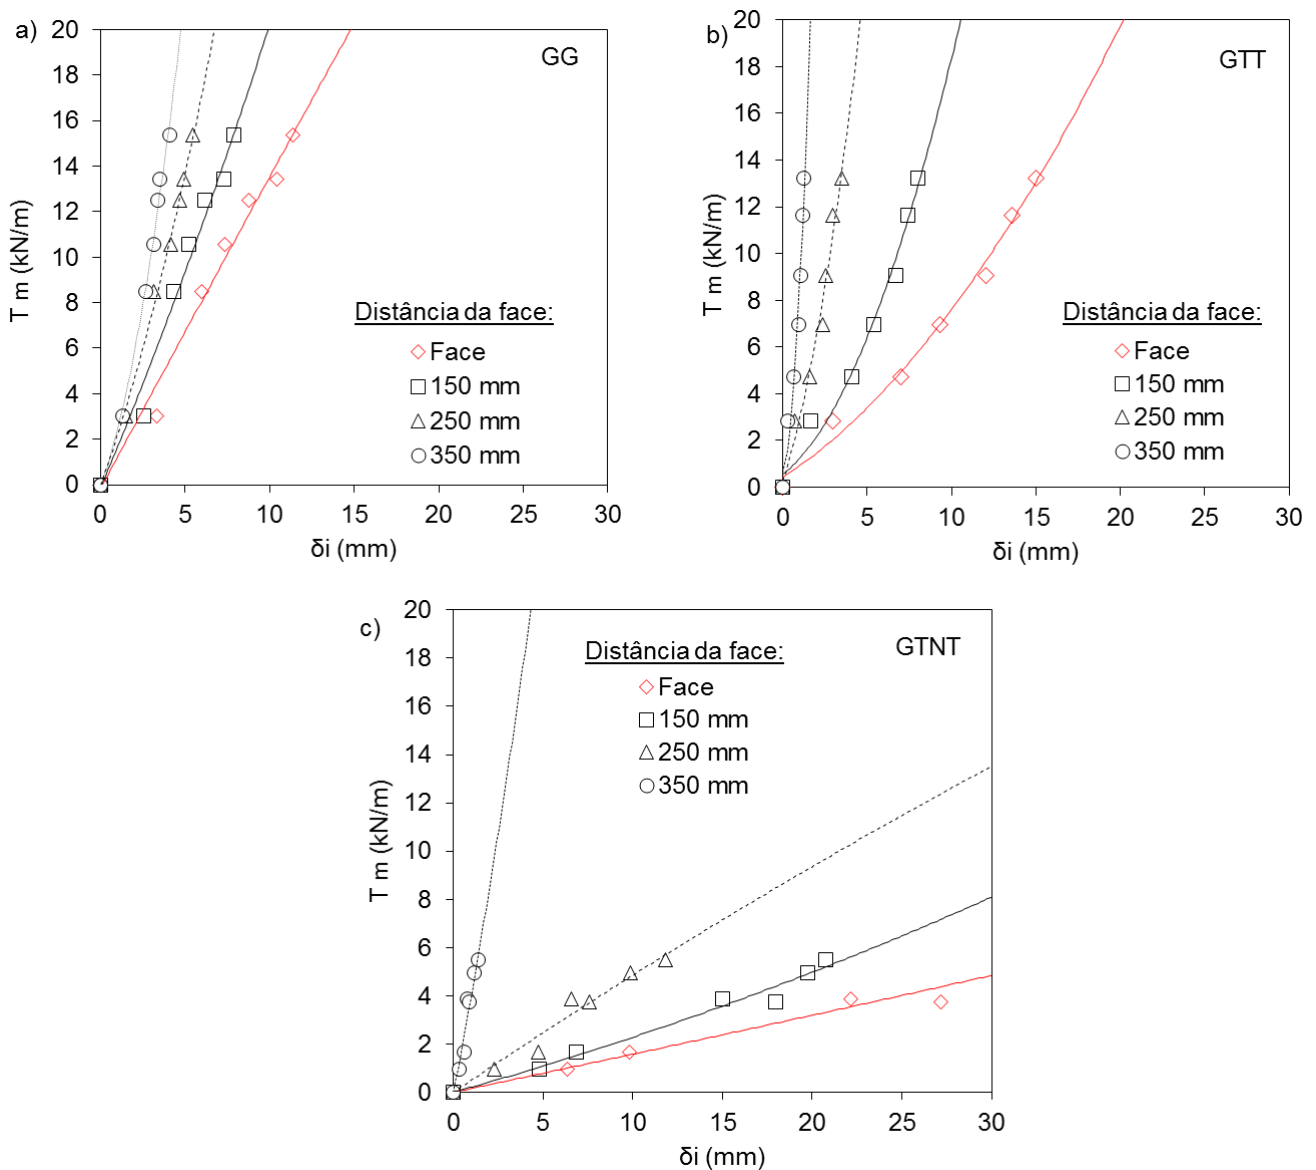 a)
GG
T m (kN/m)
20
18
16
14
12
10
8
6
4
2
0
Distância da face:
Face
150 mm
250 mm
350 mm
0 5 10 15 20 25 30
δi (mm)
b)
GTT
T m (kN/m)
20
18
16
14
12
10
8
6
4
2
0
Distância da face:
Face
150 mm
250 mm
350 mm
0 5 10 15 20 25 30
δi (mm)
c)
GTNT
T m (kN/m)
20
18
16
14
12
10
8
6
4
2
0
Distância da face:
Face
150 mm
250 mm
350 mm
0 5 10 15 20 25 30
δi (mm)